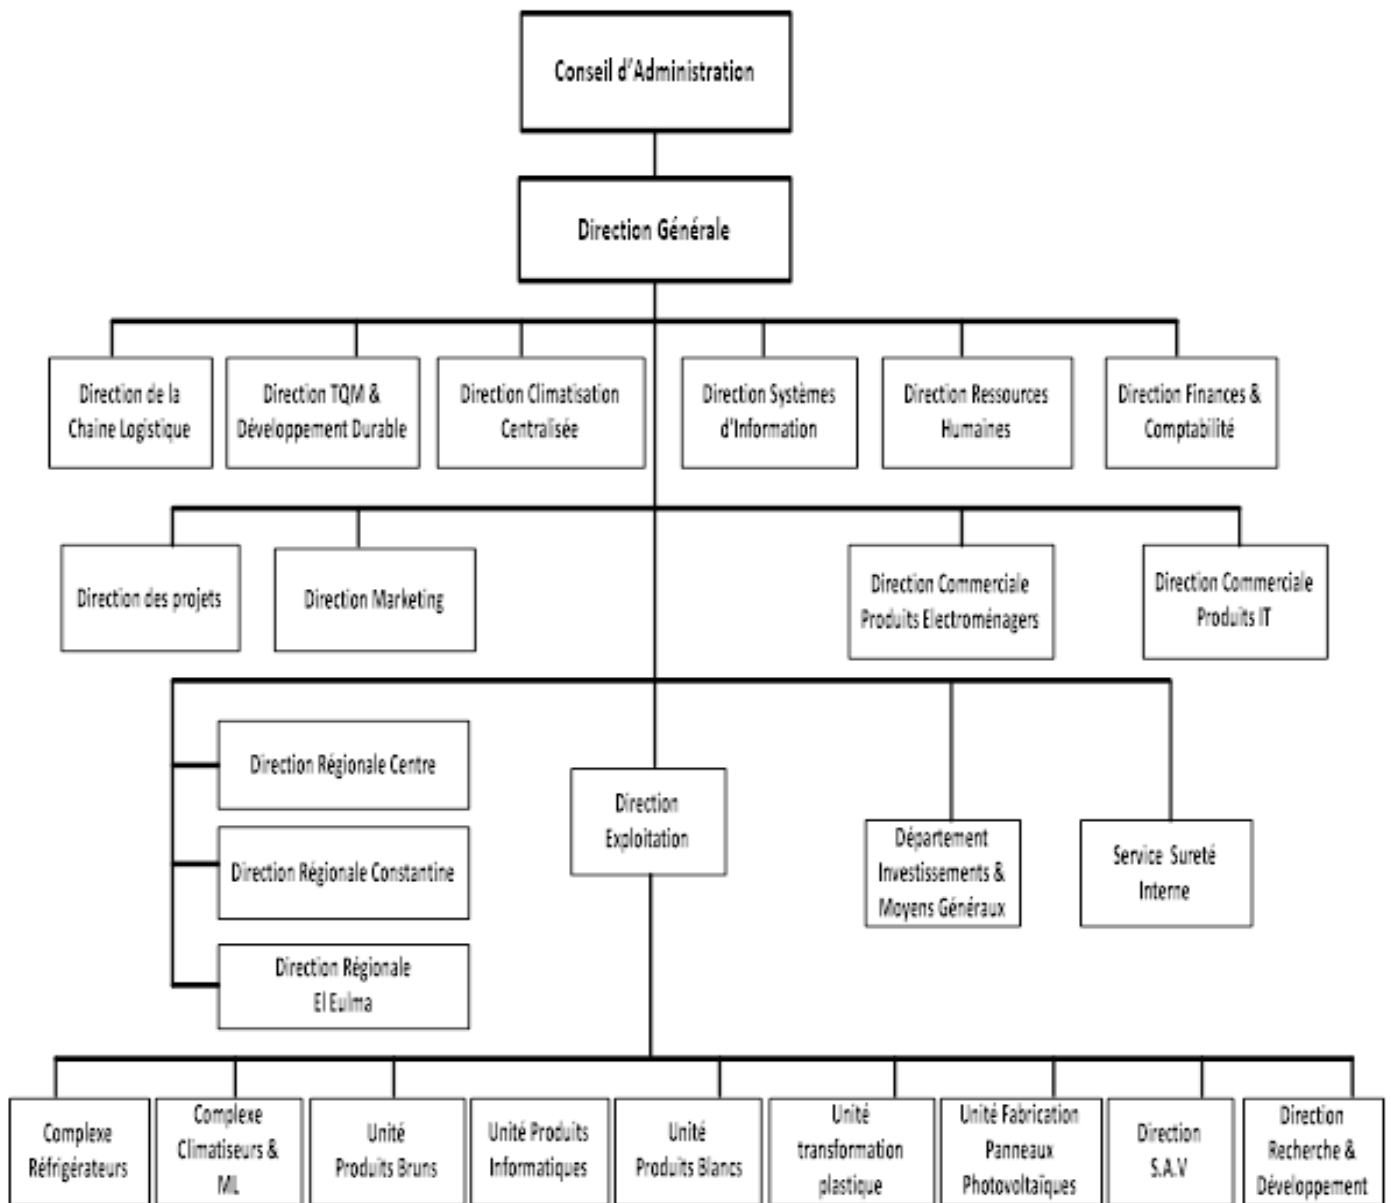 Conseil d'Administration
Direction Générale
Direction de la
Chaine Logistique
Direction TQM &
Développement Durable
Direction Climatisation
Centralisée
Direction Systèmes
d'Information
Direction Ressources
Humaines
Direction Finances &
Comptabilité
Direction des projets
Direction Marketing
Direction Commerciale
Produits Electroménagers
Direction Commerciale
Produits IT
Direction Régionale Centre
Direction Régionale Constantine
Direction Régionale
El Eulma
Direction
Exploitation
Département
Investissements &
Moyens Généraux
Service Sureté
Interne
Complexe
Réfrigérateurs
Complexe
Climatiseurs &
ML
Unité
Produits Bruns
Unité Produits
Informatiques
Unité
Produits Blancs
Unité
transformation
plastique
Unité Fabrication
Panneaux
Photovoltaïques
Direction
S.A.V
Direction
Recherche &
Développement